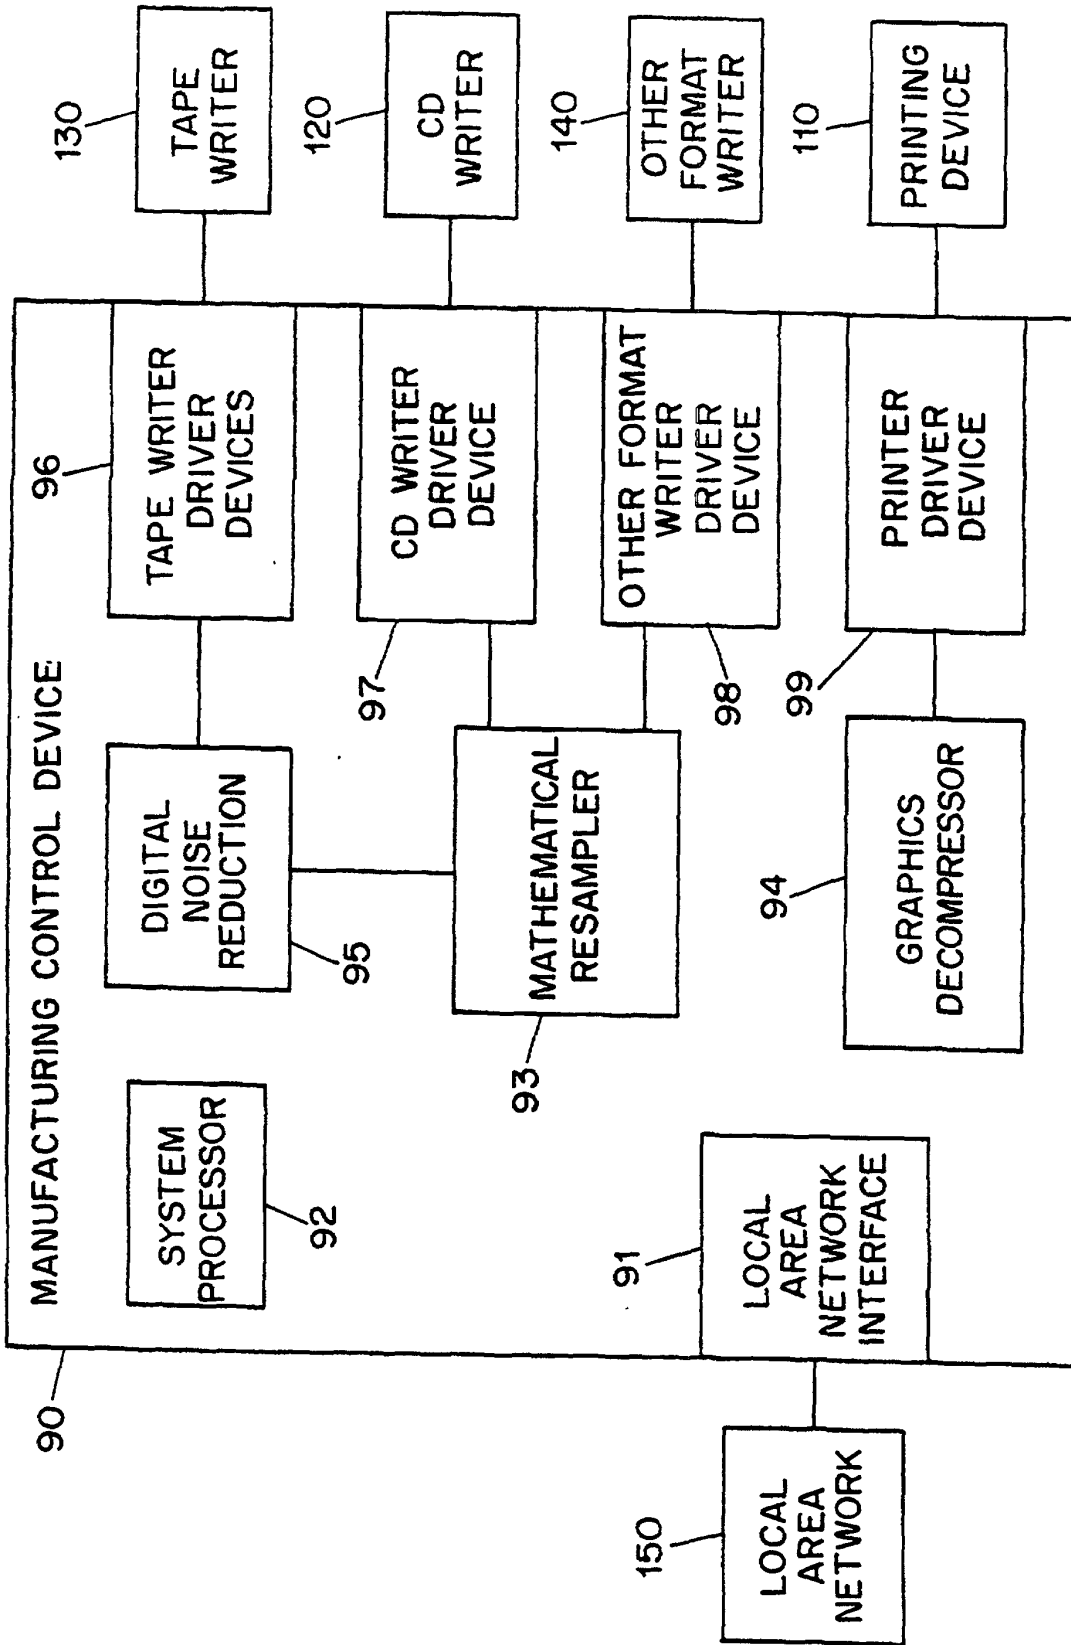 MANUFACTURING CONTROL DEVICE
90
SYSTEM
PROCESSOR
92
DIGITAL
NOISE
REDUCTION
95
96
TAPE WRITER
DRIVER
DEVICES
130
TAPE
WRITER
MATHEMATICAL
RESAMPLER
93
97
CD WRITER
DRIVER
DEVICE
120
CD
WRITER
OTHER FORMAT
WRITER
DRIVER
DEVICE
98
140
OTHER
FORMAT
WRITER
150
LOCAL
AREA
NETWORK
91
LOCAL
AREA
NETWORK
INTERFACE
94
GRAPHICS
DECOMPRESSOR
99
PRINTER
DRIVER
DEVICE
110
PRINTING
DEVICE